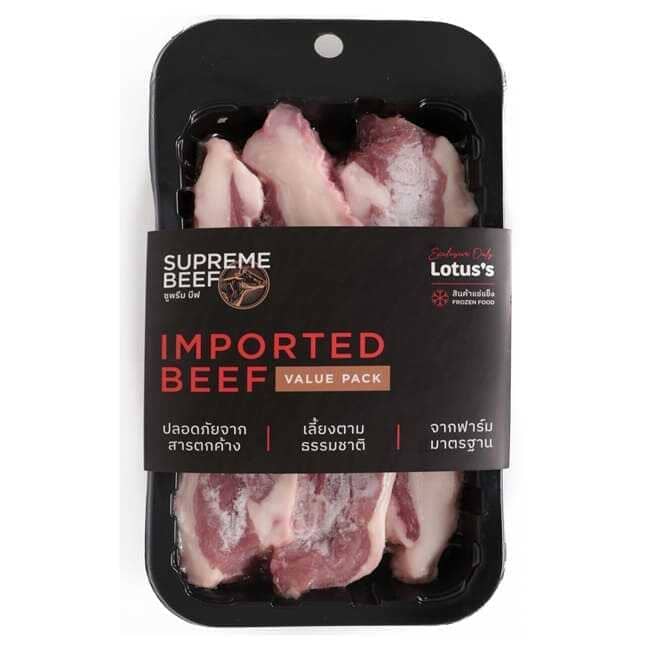 SUPREME
BEEF
ซูพรีม บีฟ
Exclusive Only
Lotus's
สินค้าแช่แข็ง
FROZEN FOOD
IMPORTED
BEEF VALUE PACK
ปลอดภัยจาก
สารตกค้าง
เลี้ยงตาม
ธรรมชาติ
จากฟาร์ม
มาตรฐาน